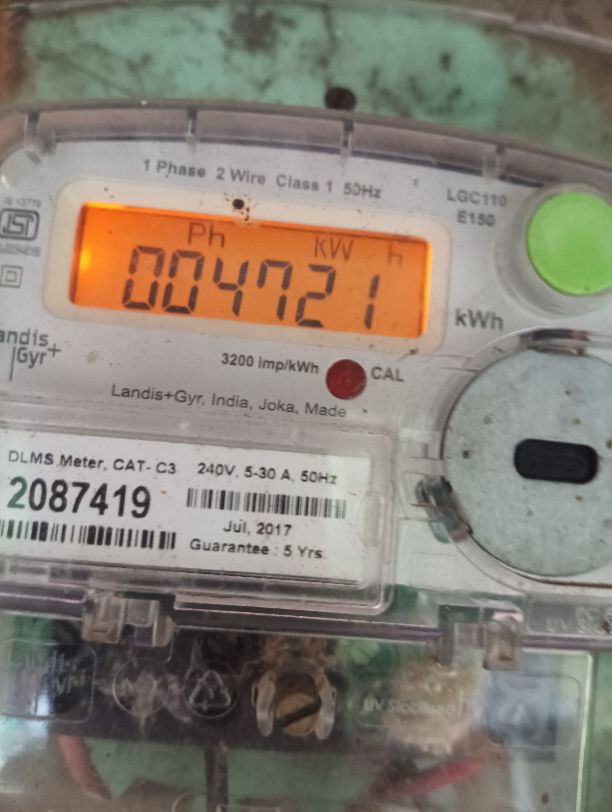 1 Phase 2 Wire Class 1 50Hz
LGC110
E150
Ph kW h
004721
kWh
Landis
Gyr+
3200 imp/kWh
CAL
Landis+Gyr, India, Joka, Made
DLMS Meter, CAT- C3
240V, 5-30 A, 50Hz
2087419
Jul, 2017
Guarantee : 5 Yrs